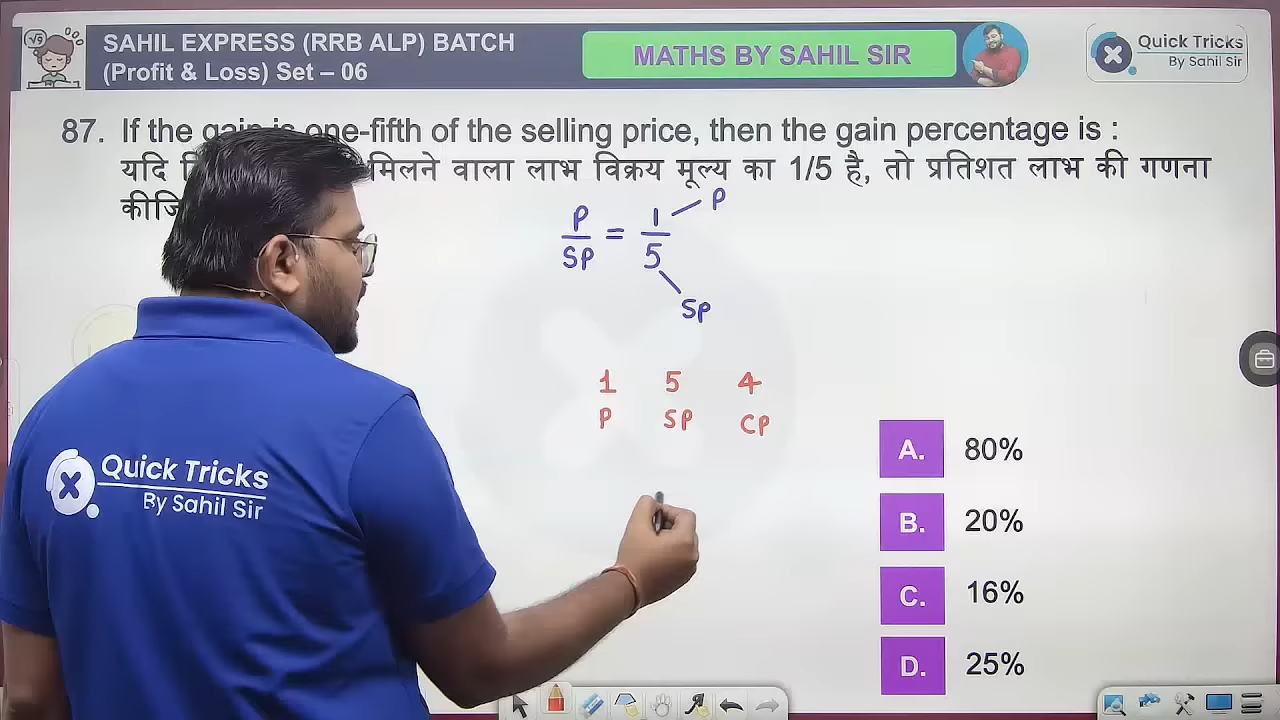 SAHIL EXPRESS (RRB ALP) BATCH
(Profit & Loss) Set – 06
MATHS BY SAHIL SIR
Quick Tricks
By Sahil Sir
87. If the gain is one-fifth of the selling price, then the gain percentage is :
यदि मिलने वाला लाभ विक्रय मूल्य का 1/5 है, तो प्रतिशत लाभ की गणना
P/SP = 1/5
P
SP
1 5 4
P SP CP
A. 80%
B. 20%
C. 16%
D. 25%
Quick Tricks
By Sahil Sir